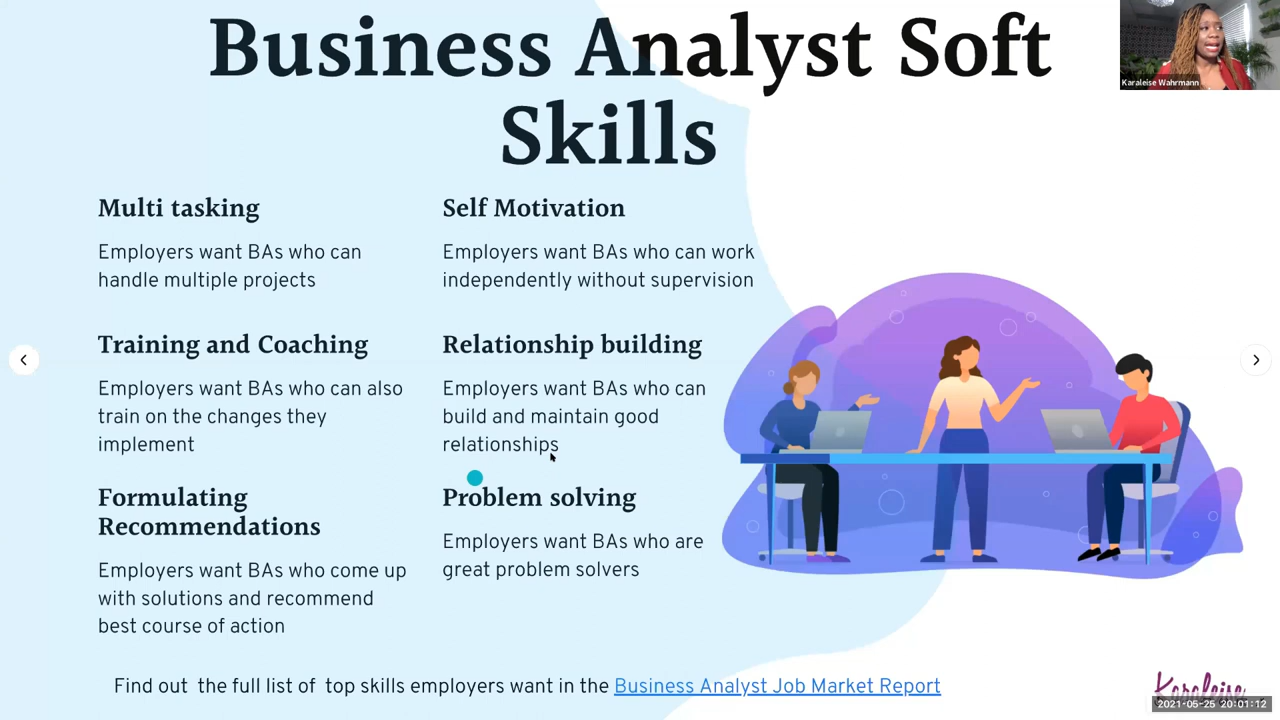 Business Analyst Soft
Skills
Karaleise Wahrmann
Multi tasking
Employers want BAs who can
handle multiple projects
Self Motivation
Employers want BAs who can work
independently without supervision
Training and Coaching
Employers want BAs who can also
train on the changes they
implement
Relationship building
Employers want BAs who can
build and maintain good
relationships
Formulating
Recommendations
Employers want BAs who come up
with solutions and recommend
best course of action
Problem solving
Employers want BAs who are
great problem solvers
Find out the full list of top skills employers want in the Business Analyst Job Market Report
Karaleise
2021-05-25 20:01:12